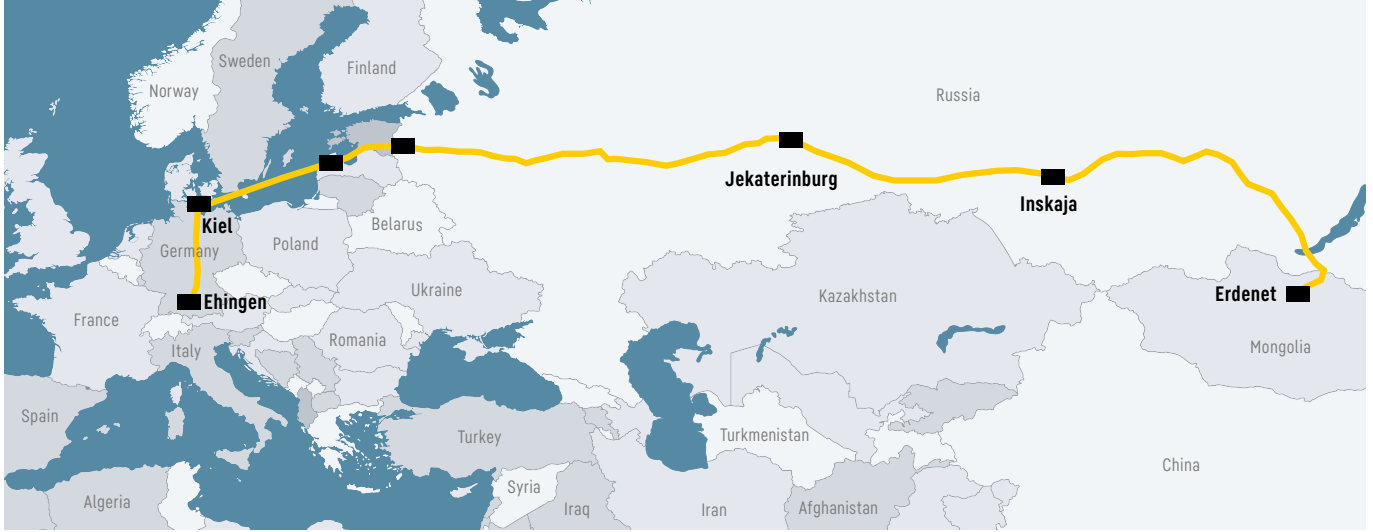 Sweden
Finland
Norway
Russia
Jekaterinburg
Inskaja
Kiel
Belarus
Germany
Poland
Ukraine
Kazakhstan
Erdenet
Ehingen
France
Romania
Mongolia
Italy
Spain
Turkey
Turkmenistan
China
Syria
Algeria
Iraq
Iran
Afghanistan